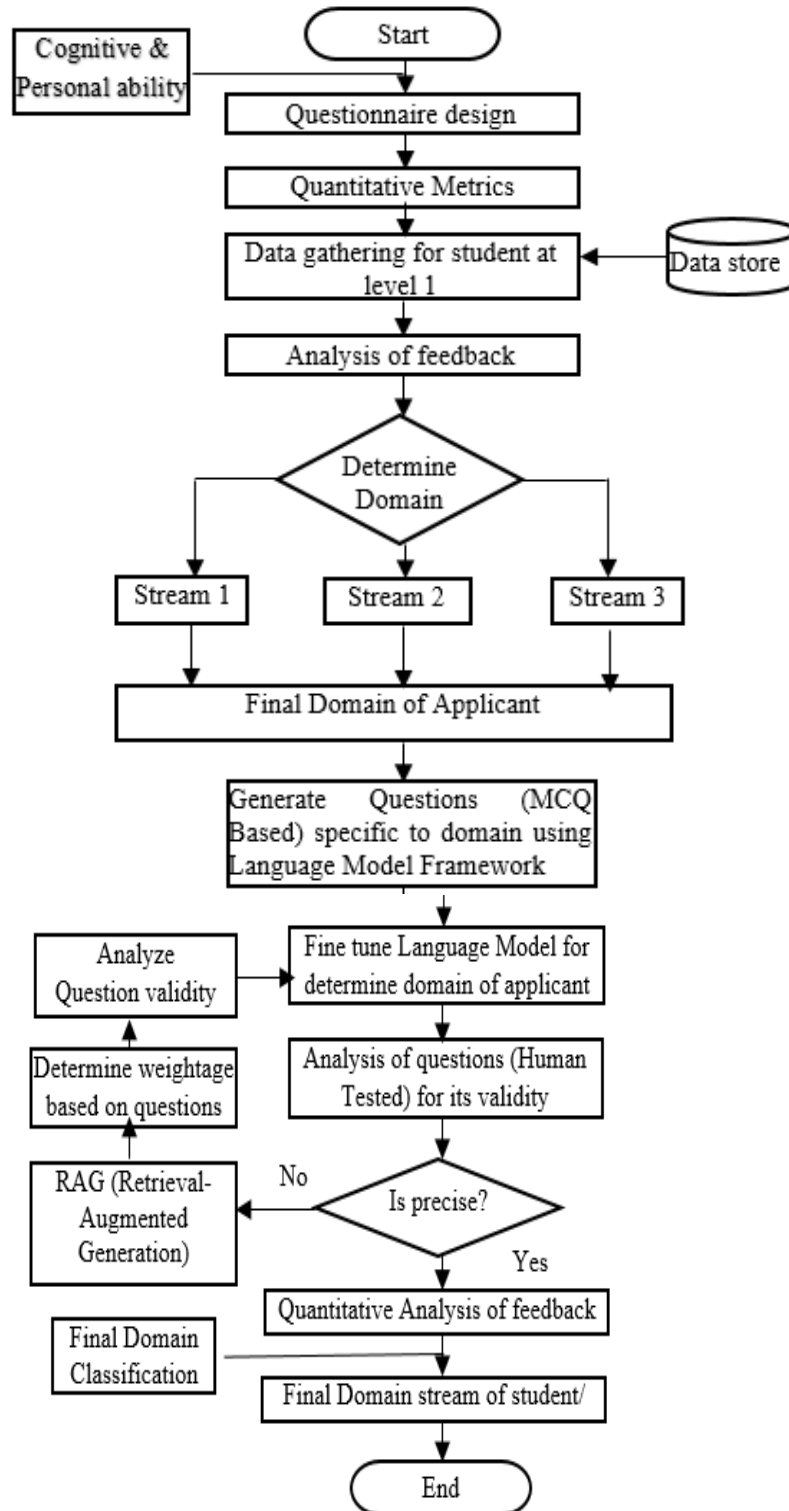 Start
Cognitive &
Personal ability
Questionnaire design
Quantitative Metrics
Data gathering for student at
level 1
Data store
Analysis of feedback
Determine
Domain
Stream 1
Stream 2
Stream 3
Final Domain of Applicant
Generate Questions (MCQ
Based) specific to domain using
Language Model Framework
Analyze
Question validity
Fine tune Language Model for
determine domain of applicant
Determine weightage
based on questions
Analysis of questions (Human
Tested) for its validity
RAG (Retrieval-
Augmented
Generation)
No
Is precise?
Yes
Quantitative Analysis of feedback
Final Domain
Classification
Final Domain stream of student/
End